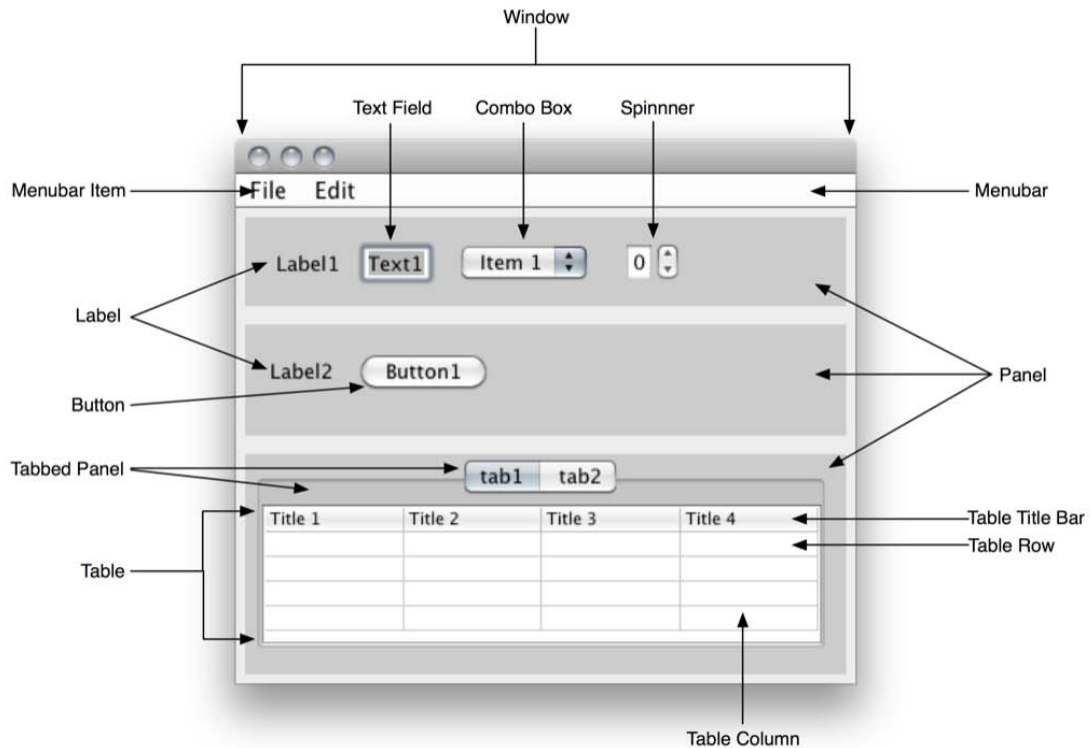 Window
Text Field Combo Box Spinnner
Menubar Item File Edit Menubar
Label1 Text1 Item 1 0
Label
Label2 Button1 Panel
Button
Tabbed Panel tab1 tab2
Title 1 Title 2 Title 3 Title 4 Table Title Bar
Table Row
Table
Table Column